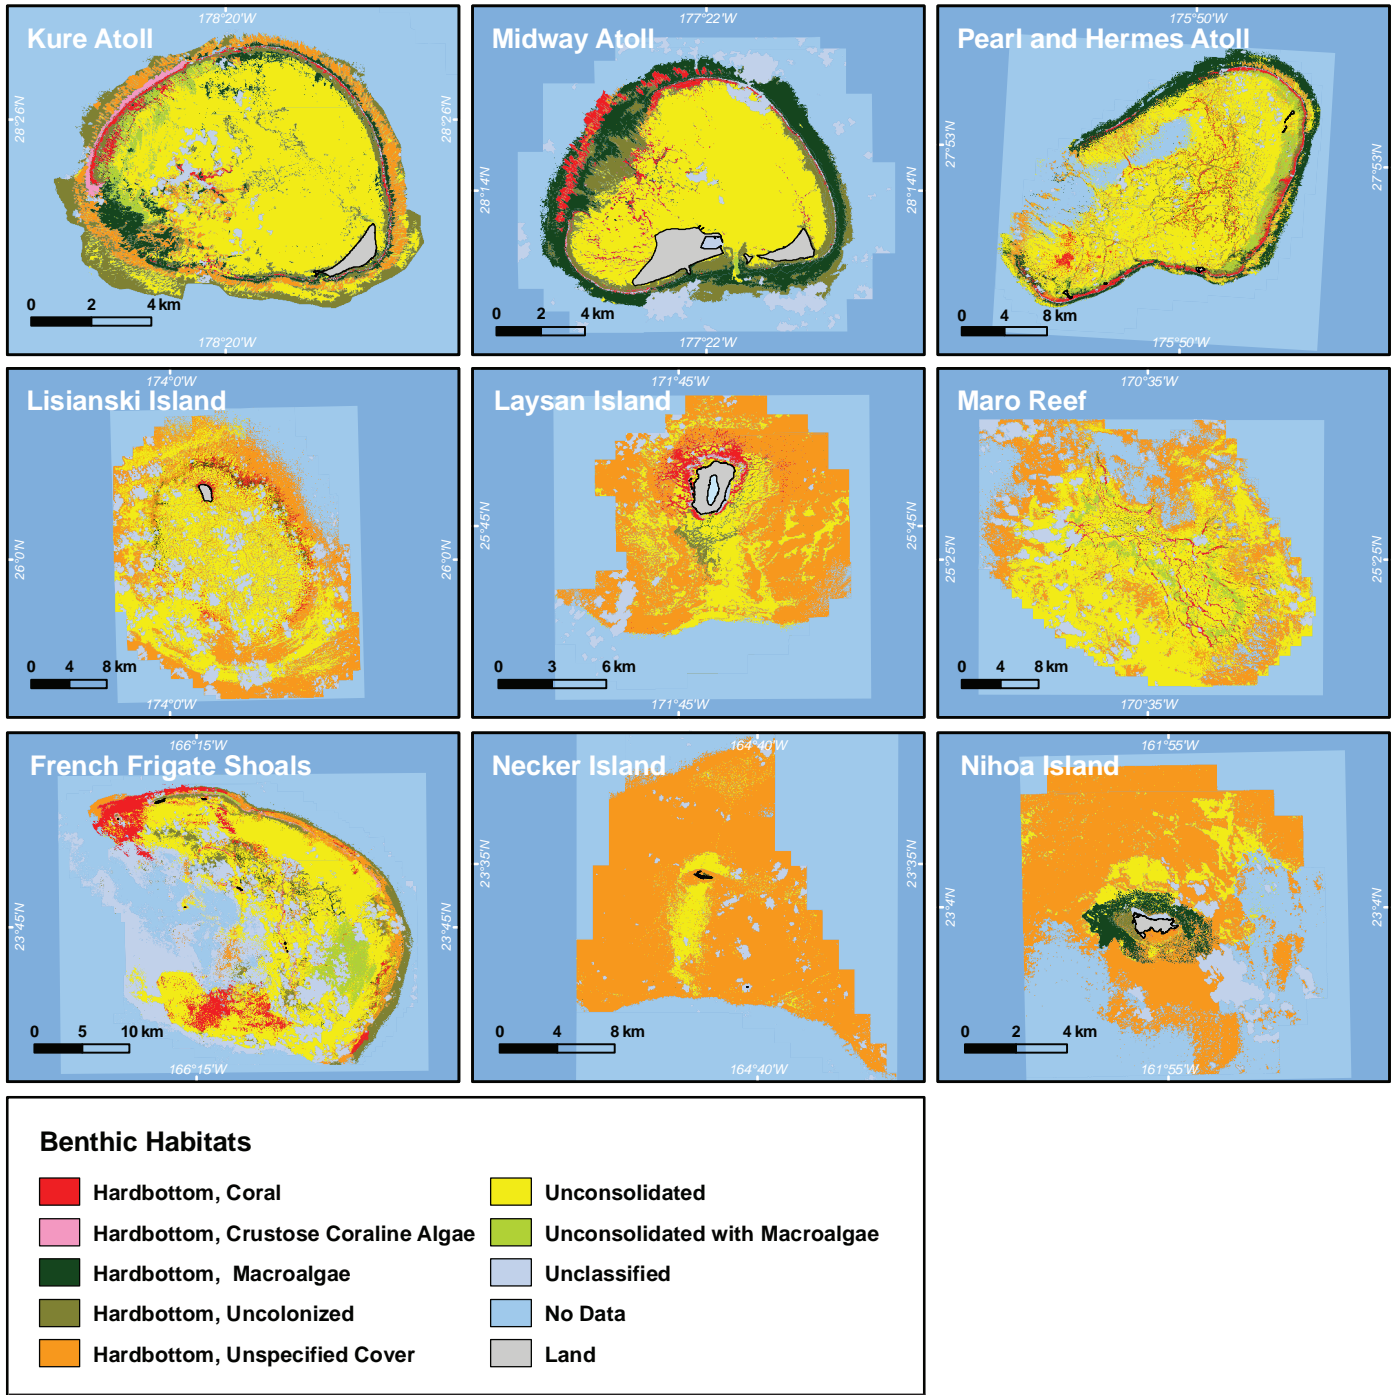 178°20'W
Kure Atoll
28°26'N
28°26'N
0 2 4 km
178°20'W
177°22'W
Midway Atoll
28°14'N
28°14'N
0 2 4 km
177°22'W
175°50'W
Pearl and Hermes Atoll
27°53'N
27°53'N
0 4 8 km
175°50'W
174°0'W
Lisianski Island
26°0'N
26°0'N
0 4 8 km
174°0'W
171°45'W
Laysan Island
25°45'N
25°45'N
0 3 6 km
171°45'W
170°35'W
Maro Reef
25°25'N
25°25'N
0 4 8 km
170°35'W
166°15'W
French Frigate Shoals
23°45'N
23°45'N
0 5 10 km
166°15'W
164°40'W
Necker Island
23°35'N
23°35'N
0 4 8 km
164°40'W
161°55'W
Nihoa Island
23°4'N
23°4'N
0 2 4 km
161°55'W
Benthic Habitats
Hardbottom, Coral
Hardbottom, Crustose Coraline Algae
Hardbottom, Macroalgae
Hardbottom, Uncolonized
Hardbottom, Unspecified Cover
Unconsolidated
Unconsolidated with Macroalgae
Unclassified
No Data
Land